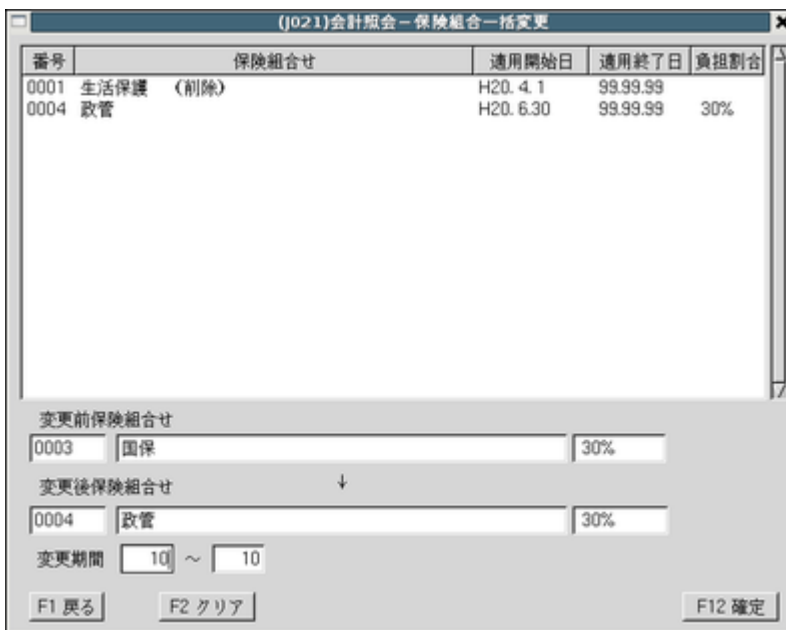 (J021)会計照会－保険組合一括変更
番号 保険組合せ 適用開始日 適用終了日 負担割合
0001 生活保護 （削除） H20. 4. 1 99.99.99
0004 政管 H20. 6.30 99.99.99 30%
変更前保険組合せ
0003 国保 30%
変更後保険組合せ ↓
0004 政管 30%
変更期間 10 ～ 10
F1 戻る F2 クリア F12 確定